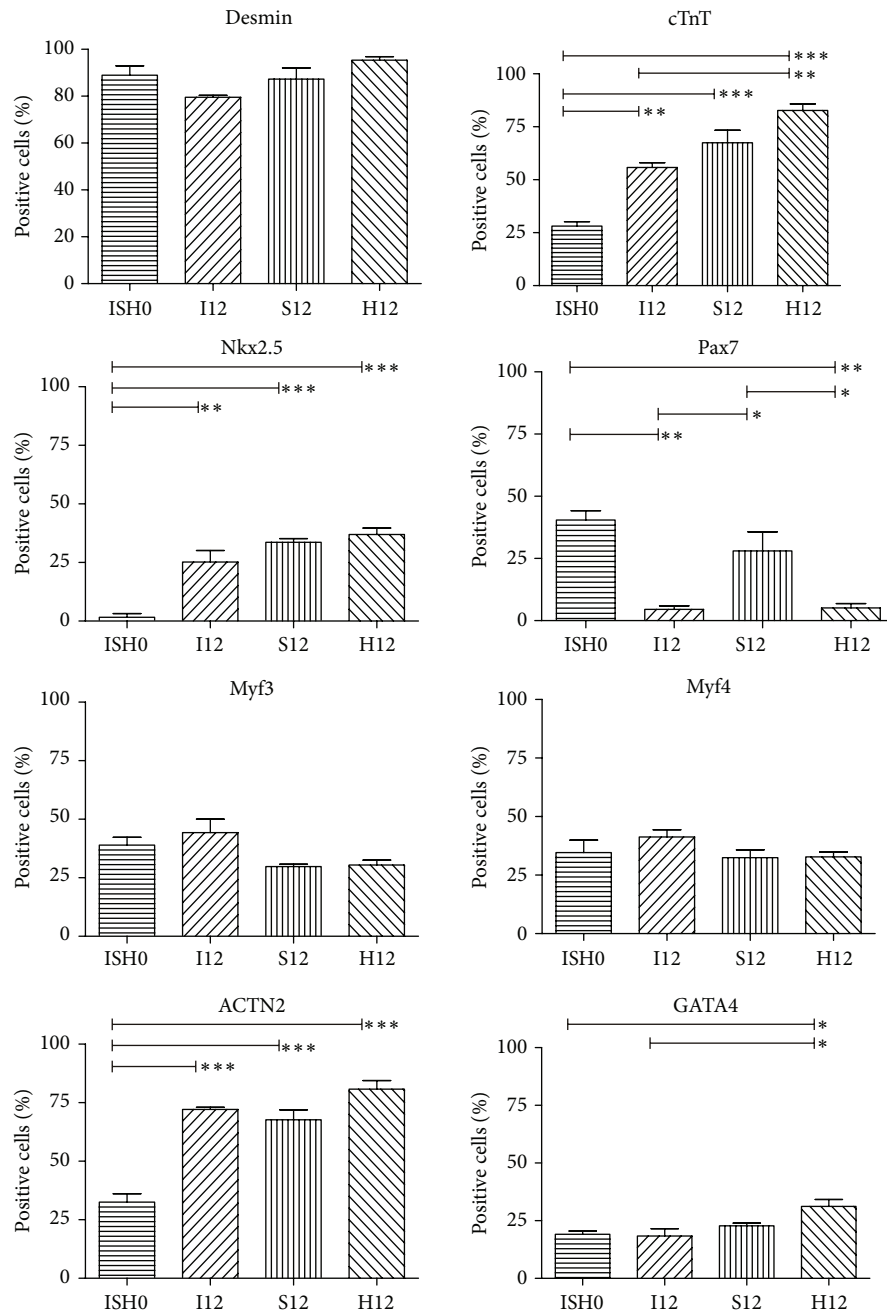 Desmin
100
80
60
40
20
0
Positive cells (%)
ISH0 I12 S12 H12
cTnT
***
**
***
**
100
75
50
25
0
Positive cells (%)
ISH0 I12 S12 H12
Nkx2.5
***
***
**
100
75
50
25
0
Positive cells (%)
ISH0 I12 S12 H12
Pax7
**
*
*
**
100
75
50
25
0
Positive cells (%)
ISH0 I12 S12 H12
Myf3
100
75
50
25
0
Positive cells (%)
ISH0 I12 S12 H12
Myf4
100
75
50
25
0
Positive cells (%)
ISH0 I12 S12 H12
ACTN2
***
***
***
100
75
50
25
0
Positive cells (%)
ISH0 I12 S12 H12
GATA4
*
*
100
75
50
25
0
Positive cells (%)
ISH0 I12 S12 H12